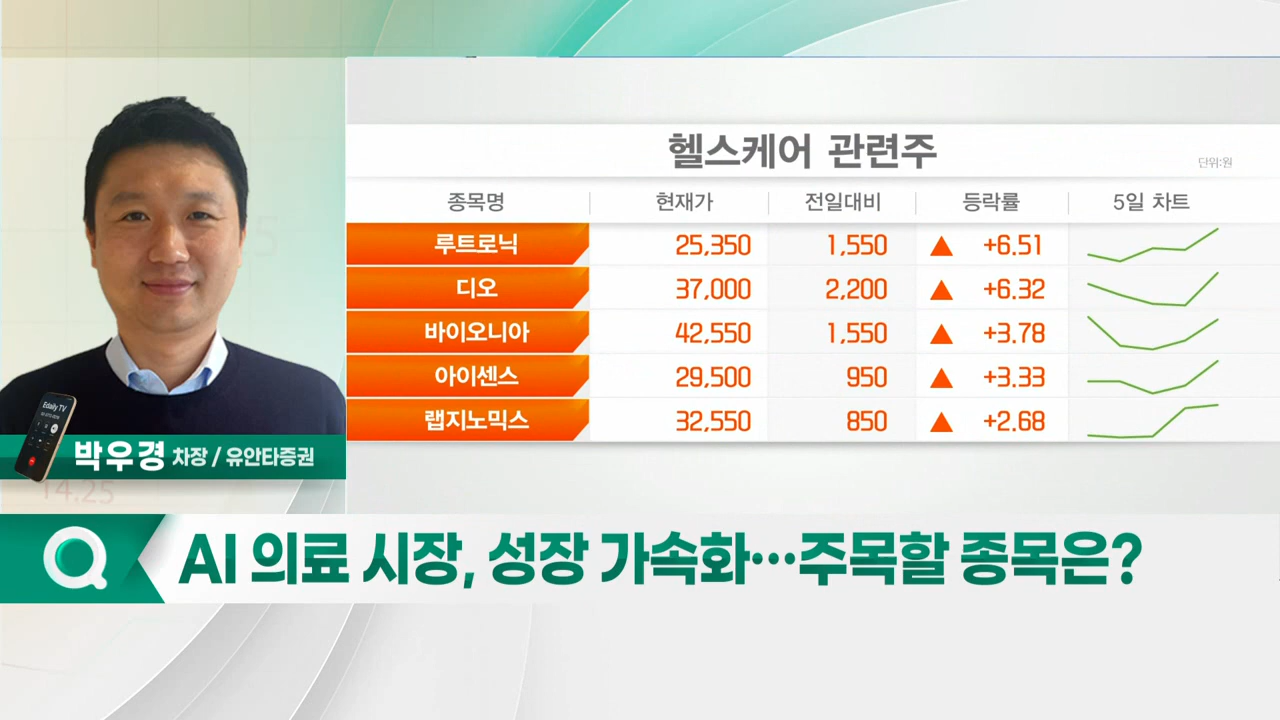 헬스케어 관련주
단위:원
종목명 현재가 전일대비 등락률 5일 차트
루트로닉 25,350 1,550 ▲ +6.51
디오 37,000 2,200 ▲ +6.32
바이오니아 42,550 1,550 ▲ +3.78
아이센스 29,500 950 ▲ +3.33
랩지노믹스 32,550 850 ▲ +2.68
Edaily TV
박우경 차장 / 유안타증권
14.25
Q AI 의료 시장, 성장 가속화…주목할 종목은?